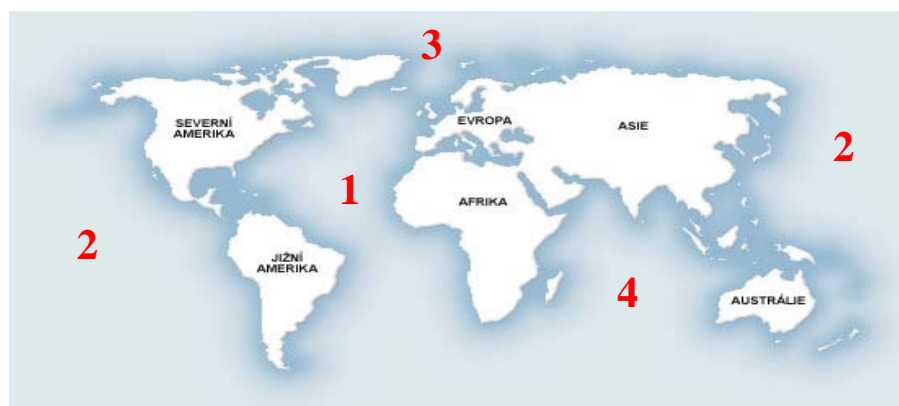 3
SEVERNÍ
AMERIKA
EVROPA
ASIE
2
1
AFRIKA
2
JIŽNÍ
AMERIKA
4
AUSTRÁLIE